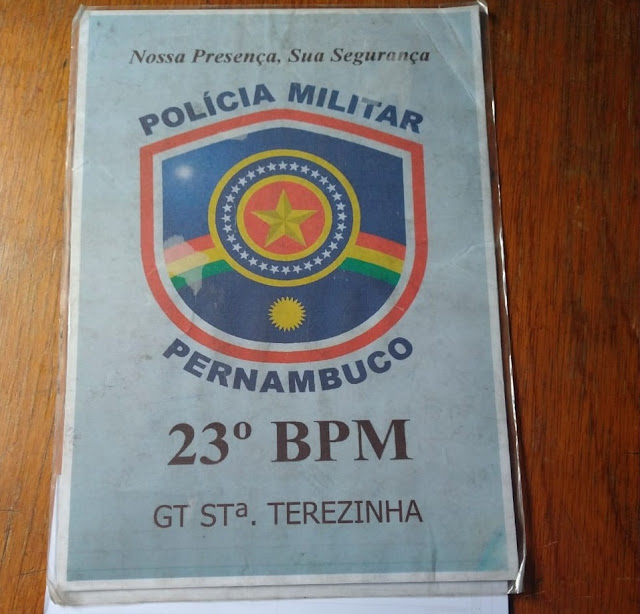 Nossa Presença, Sua Segurança
POLÍCIA MILITAR
PERNAMBUCO
23º BPM
GT STª. TEREZINHA